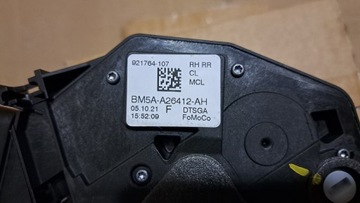 921764-107 RH RR
CL
MCL
BM5A-A26412-AH
05.10.21 F DTSGA
15:52:09 FoMoCo